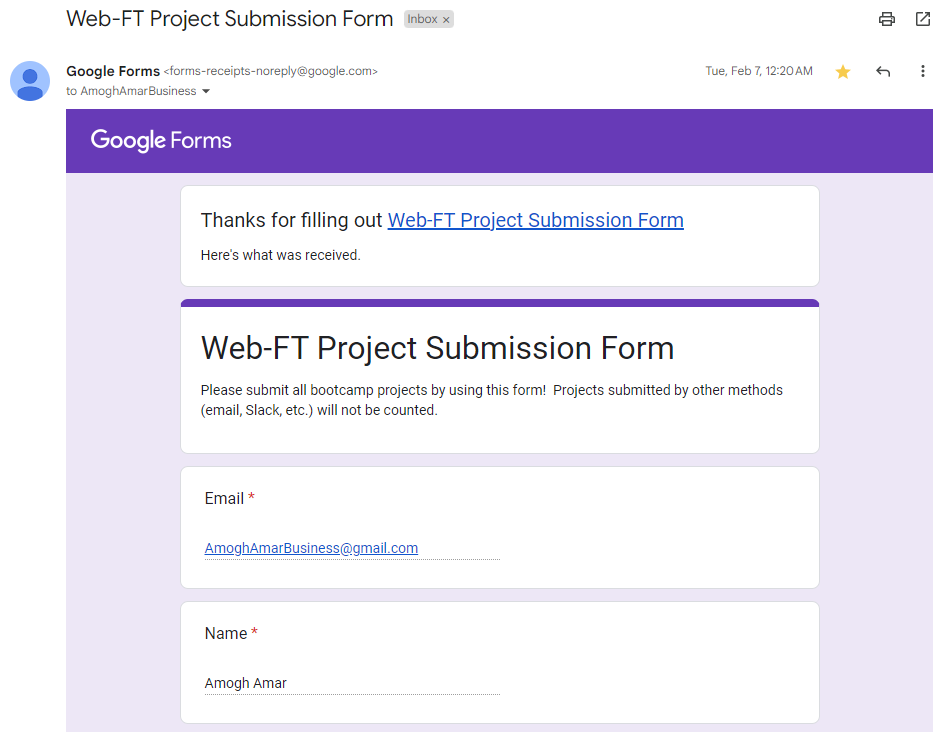 Web-FT Project Submission Form Inbox ×
Google Forms <forms-receipts-noreply@google.com> Tue, Feb 7, 12:20 AM
to AmoghAmarBusiness
Google Forms
Thanks for filling out Web-FT Project Submission Form
Here's what was received.
Web-FT Project Submission Form
Please submit all bootcamp projects by using this form!  Projects submitted by other methods
(email, Slack, etc.) will not be counted.
Email *
AmoghAmarBusiness@gmail.com
Name *
Amogh Amar